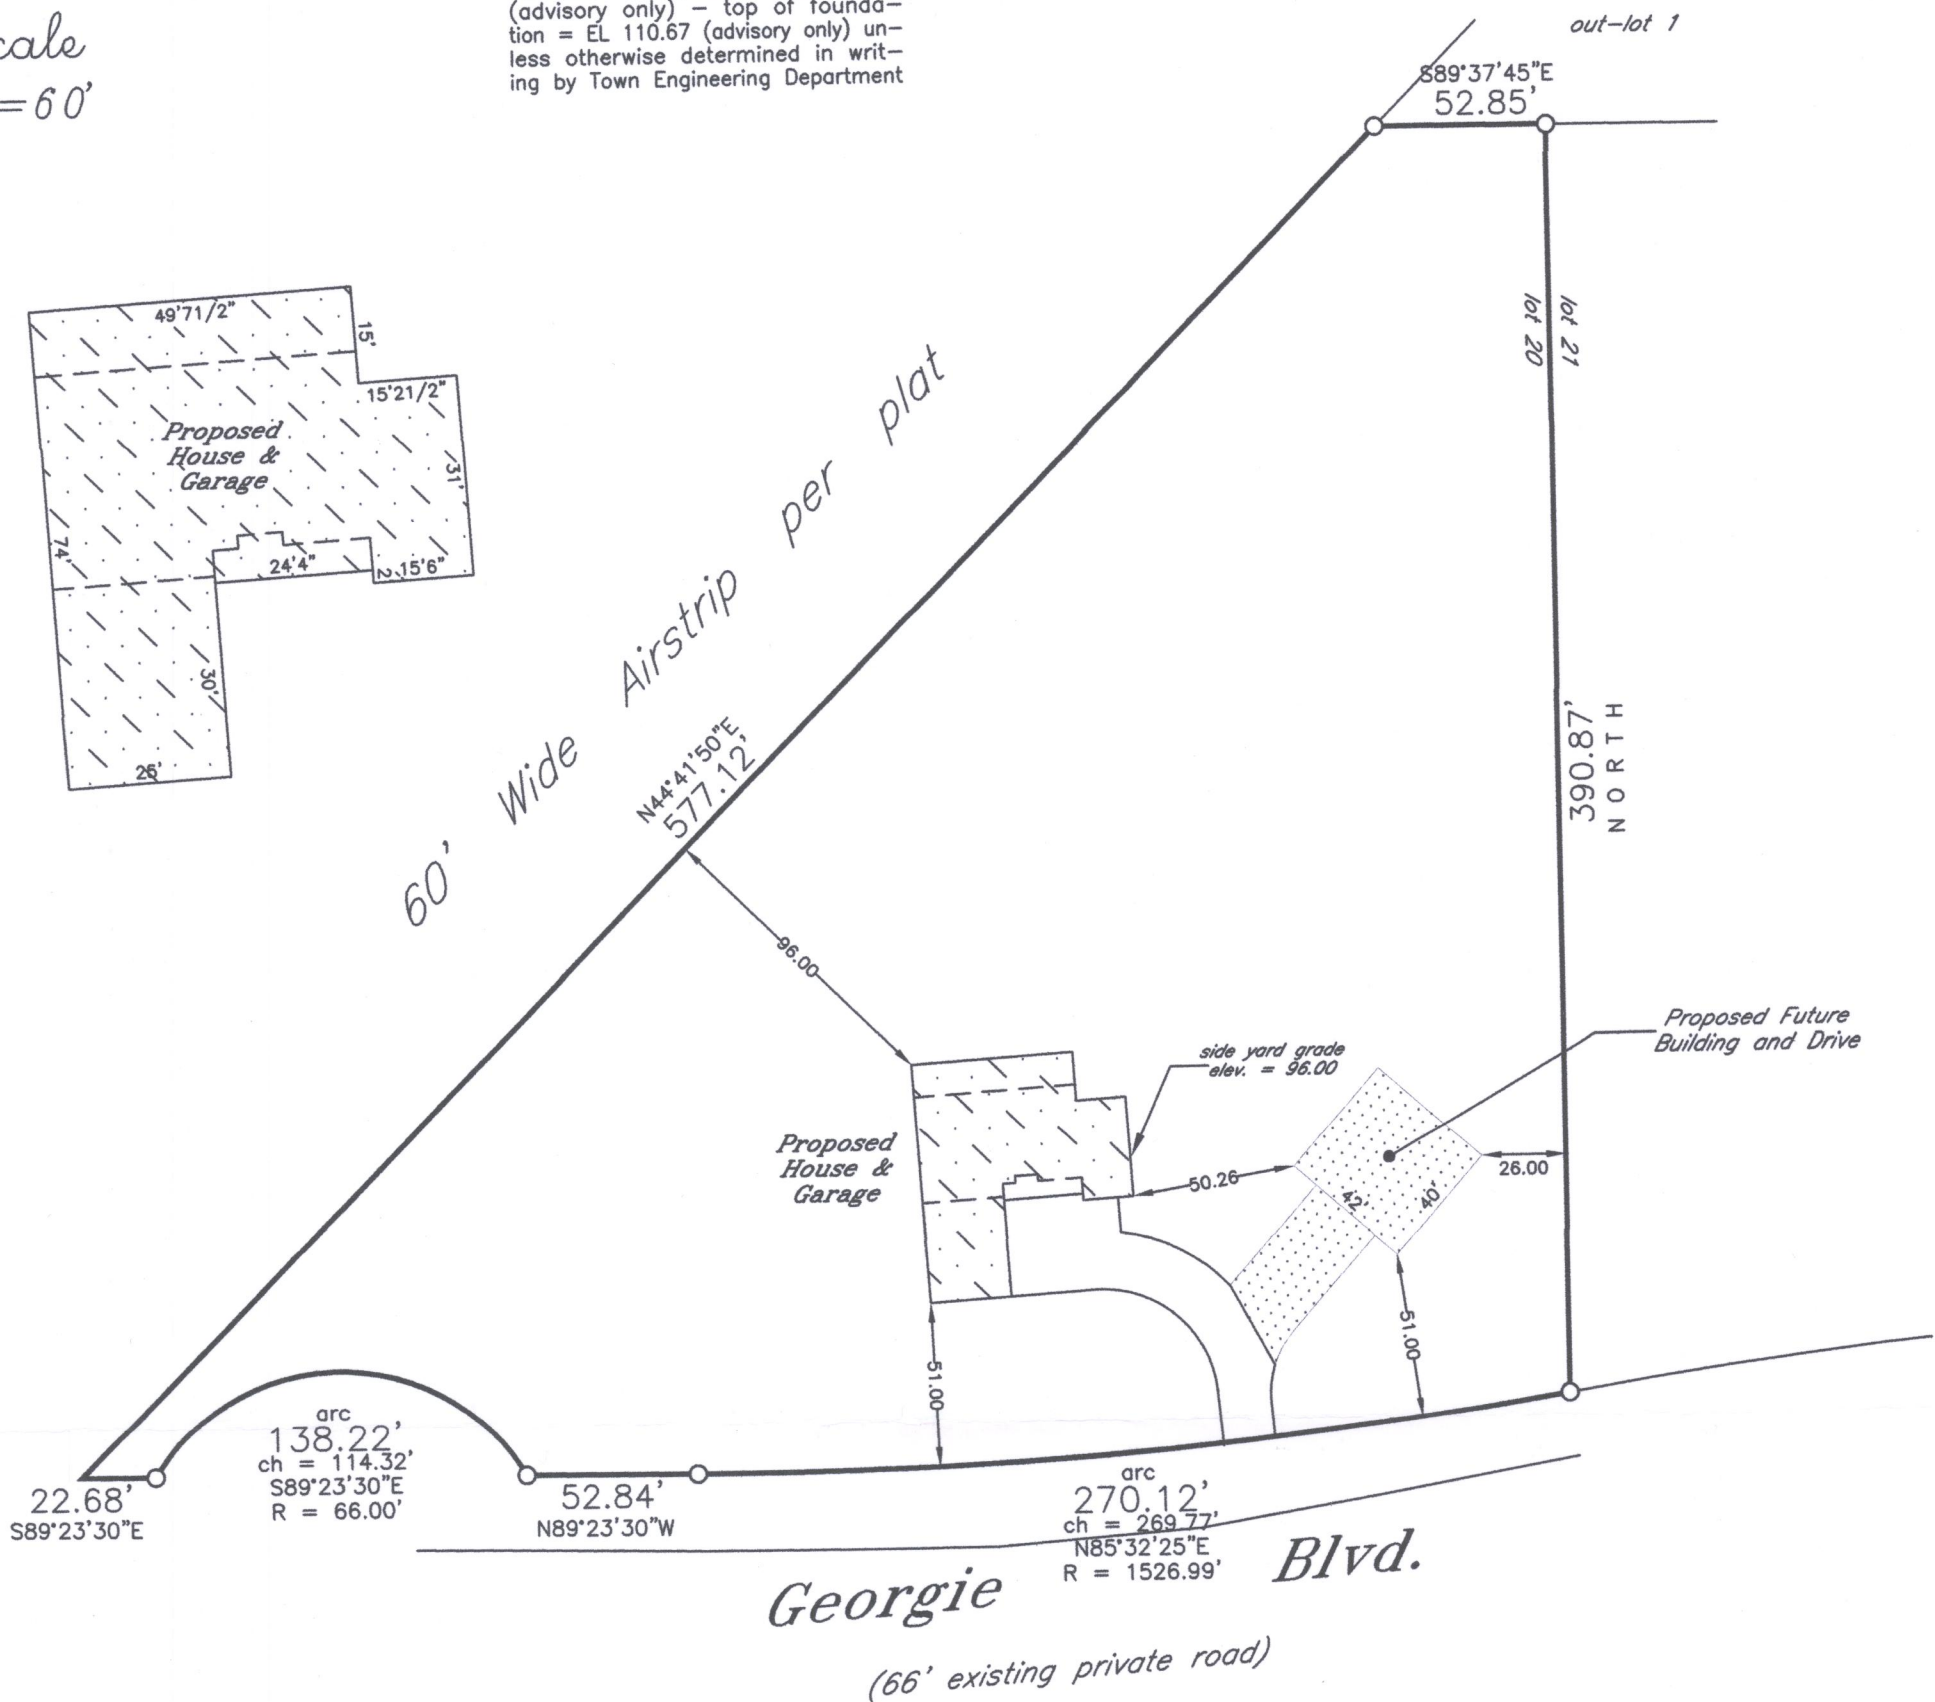 =60'
(advisory only) – top of founda–
tion = EL 110.67 (advisory only) un–
less otherwise determined in writ–
ing by Town Engineering Department
out–lot 1
S89°37'45"E
52.85'
49'71/2"
15'
15'21/2"
Proposed
House &
Garage
31'
74'
24'4"
2'
15'6"
30'
26'
lot 20
lot 21
60' Wide Airstrip per plat
N44°41'50"E
577.12'
390.87'
NORTH
96.00
Proposed Future
Building and Drive
side yard grade
elev. = 96.00
Proposed
House &
Garage
50.26
26.00
42'
40'
51.00
51.00
22.68'
S89°23'30"E
arc
138.22'
ch = 114.32'
S89°23'30"E
R = 66.00'
52.84'
N89°23'30"W
arc
270.12'
ch = 269.77'
N85°32'25"E
R = 1526.99'
Georgie Blvd.
(66' existing private road)